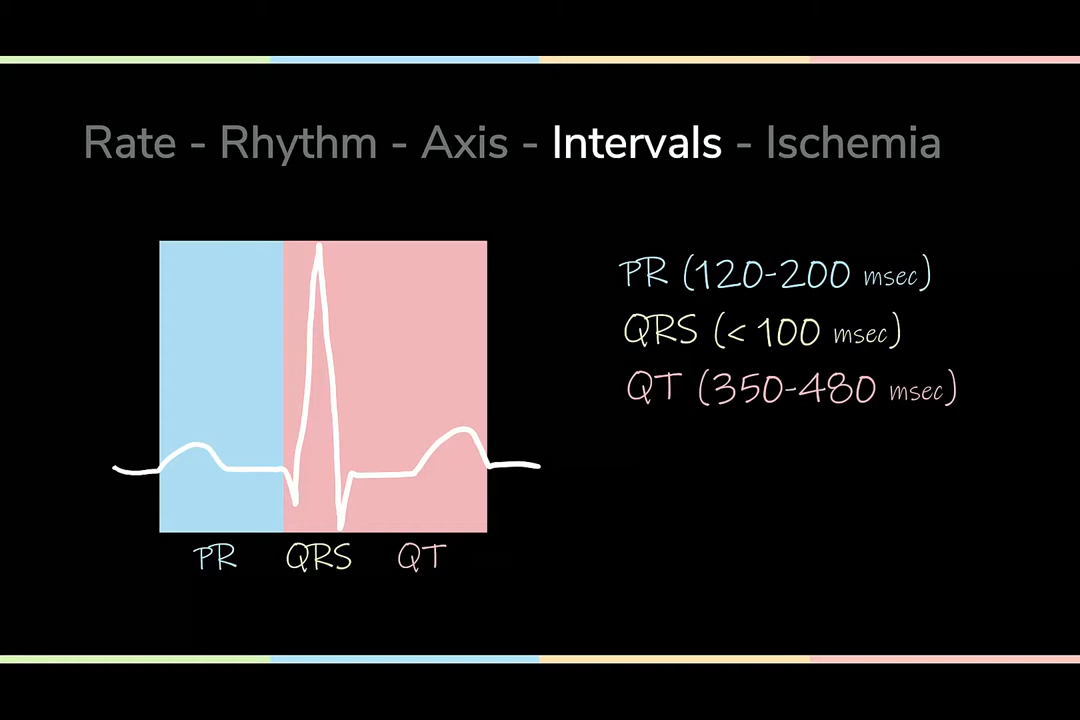 Rate - Rhythm - Axis - Intervals - Ischemia
PR (120-200 msec)
QRS (< 100 msec)
QT (350-480 msec)
PR QRS QT